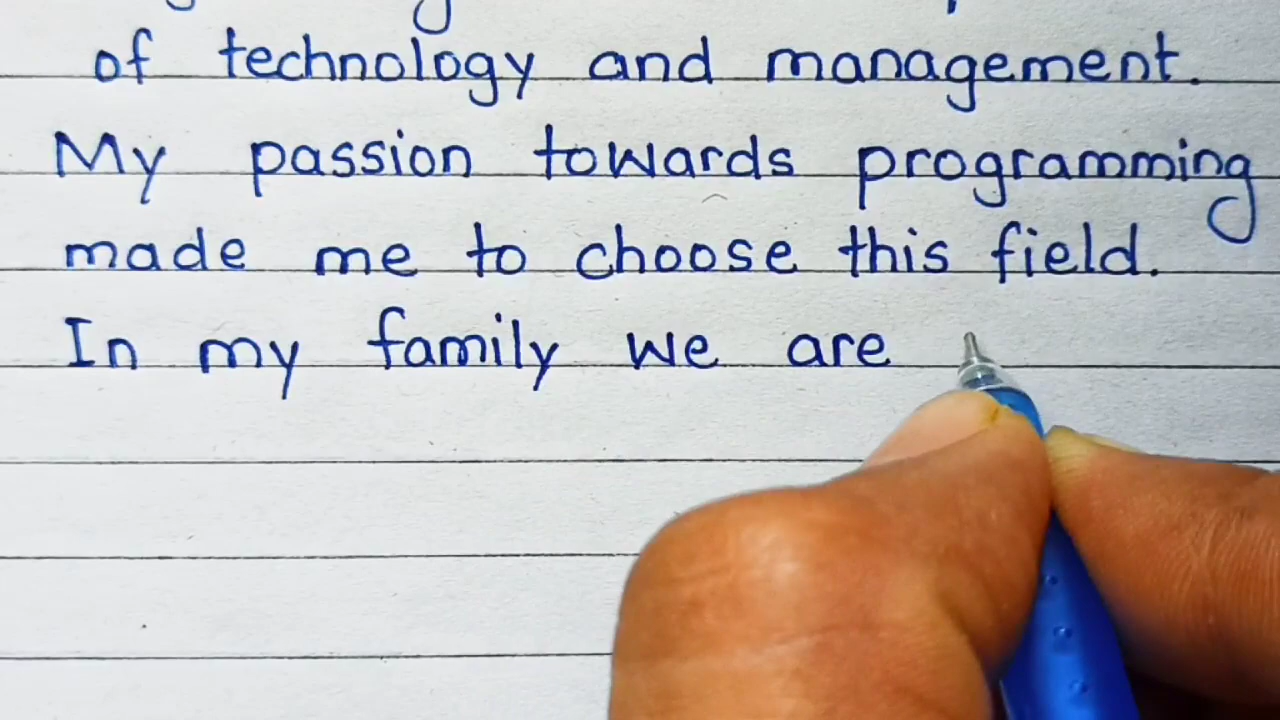 of technology and management.
My passion towards programming
made me to choose this field.
In my family we are